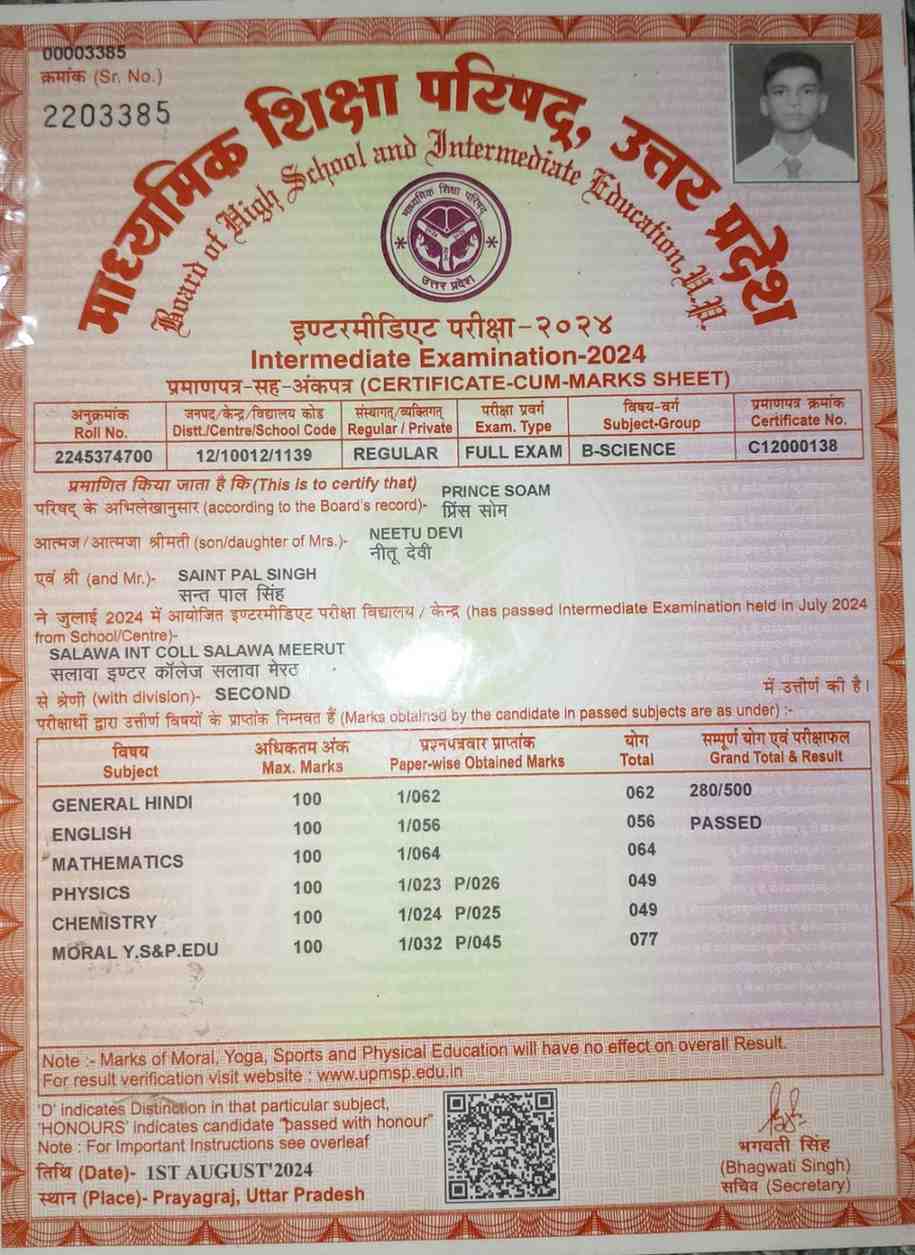 00003385
क्रमांक (Sr. No.)
2203385
माध्यमिक शिक्षा परिषद्, उत्तर प्रदेश
Board of High School and Intermediate Education, U.P.
माध्यमिक शिक्षा परिषद्
उत्तर प्रदेश
इण्टरमीडिएट परीक्षा-२०२४
Intermediate Examination-2024
प्रमाणपत्र-सह-अंकपत्र (CERTIFICATE-CUM-MARKS SHEET)
अनुक्रमांक जनपद/केन्द्र/विद्यालय कोड संस्थागत्/व्यक्तिगत् परीक्षा प्रवर्ग विषय-वर्ग प्रमाणपत्र क्रमांक
Roll No. Distt./Centre/School Code Regular / Private Exam. Type Subject-Group Certificate No.
2245374700 12/10012/1139 REGULAR FULL EXAM B-SCIENCE C12000138
प्रमाणित किया जाता है कि (This is to certify that) PRINCE SOAM
परिषद् के अभिलेखानुसार (according to the Board's record)- प्रिंस सोम
आत्मज/आत्मजा श्रीमती (son/daughter of Mrs.)- NEETU DEVI
नीतू देवी
एवं श्री (and Mr.)- SAINT PAL SINGH
सन्त पाल सिंह
ने जुलाई 2024 में आयोजित इण्टरमीडिएट परीक्षा विद्यालय / केन्द्र (has passed Intermediate Examination held in July 2024
from School/Centre)-
SALAWA INT COLL SALAWA MEERUT
सलावा इण्टर कॉलेज सलावा मेरठ
से श्रेणी (with division)- SECOND में उत्तीर्ण की है।
परीक्षार्थी द्वारा उत्तीर्ण विषयों के प्राप्तांक निम्नवत हैं (Marks obtained by the candidate in passed subjects are as under) :-
विषय अधिकतम अंक प्रश्नपत्रवार प्राप्तांक योग सम्पूर्ण योग एवं परीक्षाफल
Subject Max. Marks Paper-wise Obtained Marks Total Grand Total & Result
GENERAL HINDI 100 1/062 062 280/500
ENGLISH 100 1/056 056 PASSED
MATHEMATICS 100 1/064 064
PHYSICS 100 1/023 P/026 049
CHEMISTRY 100 1/024 P/025 049
MORAL Y.S&P.EDU 100 1/032 P/045 077
Note :- Marks of Moral, Yoga, Sports and Physical Education will have no effect on overall Result.
For result verification visit website : www.upmsp.edu.in
'D' indicates Distinction in that particular subject,
'HONOURS' indicates candidate "passed with honour"
Note : For Important Instructions see overleaf
तिथि (Date)- 1ST AUGUST'2024
स्थान (Place)- Prayagraj, Uttar Pradesh
भगवती सिंह
(Bhagwati Singh)
सचिव (Secretary)